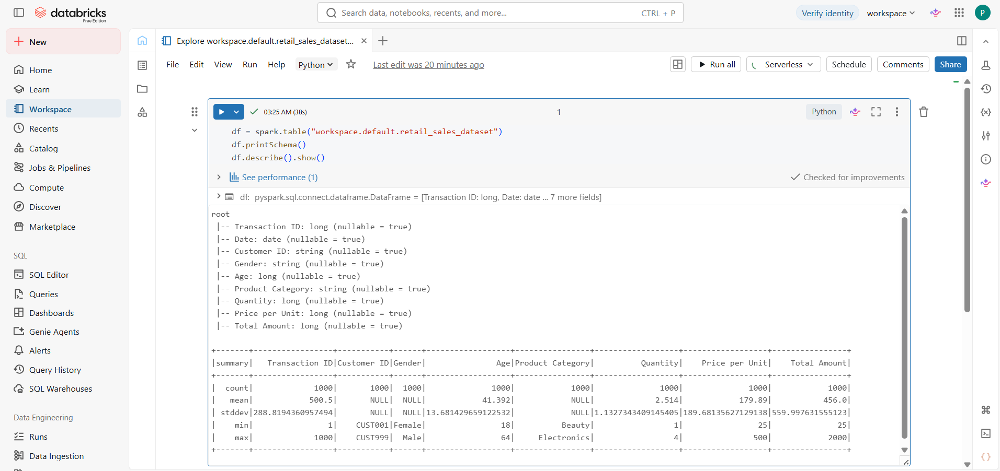 databricks
Free Edition
Search data, notebooks, recents, and more...
CTRL + P
Verify identity
workspace
P
New
Home
Learn
Workspace
Recents
Catalog
Jobs & Pipelines
Compute
Discover
Marketplace
SQL
SQL Editor
Queries
Dashboards
Genie Agents
Alerts
Query History
SQL Warehouses
Data Engineering
Runs
Data Ingestion
Explore workspace.default.retail_sales_dataset...
File Edit View Run Help Python Last edit was 20 minutes ago
Run all Serverless Schedule Comments Share
03:25 AM (38s)
1
Python
df = spark.table("workspace.default.retail_sales_dataset")
df.printSchema()
df.describe().show()
See performance (1)
Checked for improvements
df: pyspark.sql.connect.dataframe.DataFrame = [Transaction ID: long, Date: date ... 7 more fields]
root
 |-- Transaction ID: long (nullable = true)
 |-- Date: date (nullable = true)
 |-- Customer ID: string (nullable = true)
 |-- Gender: string (nullable = true)
 |-- Age: long (nullable = true)
 |-- Product Category: string (nullable = true)
 |-- Quantity: long (nullable = true)
 |-- Price per Unit: long (nullable = true)
 |-- Total Amount: long (nullable = true)
+-------+-----------------+-----------+------+------------------+----------------+------------------+------------------+----------------+
|summary|   Transaction ID|Customer ID|Gender|               Age|Product Category|          Quantity|    Price per Unit|    Total Amount|
+-------+-----------------+-----------+------+------------------+----------------+------------------+------------------+----------------+
|  count|             1000|       1000|  1000|              1000|            1000|              1000|              1000|            1000|
|   mean|            500.5|       NULL|  NULL|            41.392|            NULL|             2.514|            179.89|           456.0|
| stddev|288.8194360957494|       NULL|  NULL|13.681429659122532|            NULL|1.1327343409145405|189.68135627129138|559.997631555123|
|    min|                1|    CUST001|Female|                18|          Beauty|                 1|                25|              25|
|    max|             1000|    CUST999|  Male|                64|     Electronics|                 4|               500|            2000|
+-------+-----------------+-----------+------+------------------+----------------+------------------+------------------+----------------+